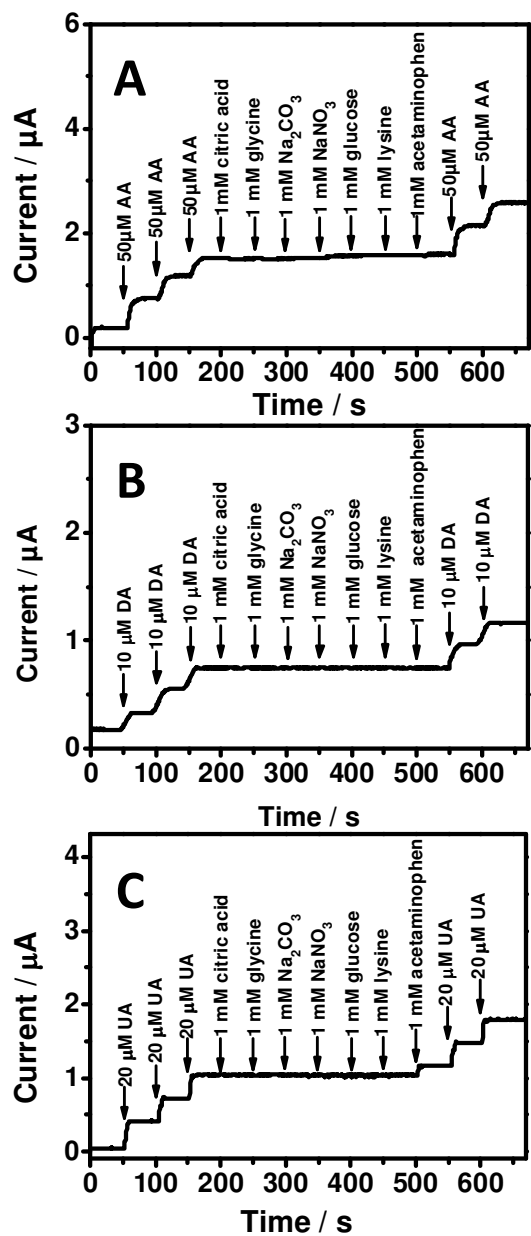 A
Current / µA
6
4
2
0
50µM AA
50µM AA
50µM AA
1 mM citric acid
1 mM glycine
1 mM Na₂CO₃
1 mM NaNO₃
1 mM glucose
1 mM lysine
1mM acetaminophen
50µM AA
50µM AA
0 100 200 300 400 500 600
Time / s
B
Current / µA
3
2
1
0
10 µM DA
10 µM DA
10 µM DA
1 mM citric acid
1 mM glycine
1 mM Na₂CO₃
1 mM NaNO₃
1 mM glucose
1 mM lysine
1 mM acetaminophen
10 µM DA
10 µM DA
0 100 200 300 400 500 600
Time / s
C
Current / µA
4
3
2
1
0
20 µM UA
20 µM UA
20 µM UA
1 mM citric acid
1 mM glycine
1 mM Na₂CO₃
1 mM NaNO₃
1 mM glucose
1 mM lysine
1 mM acetaminophen
20 µM UA
20 µM UA
0 100 200 300 400 500 600
Time / s